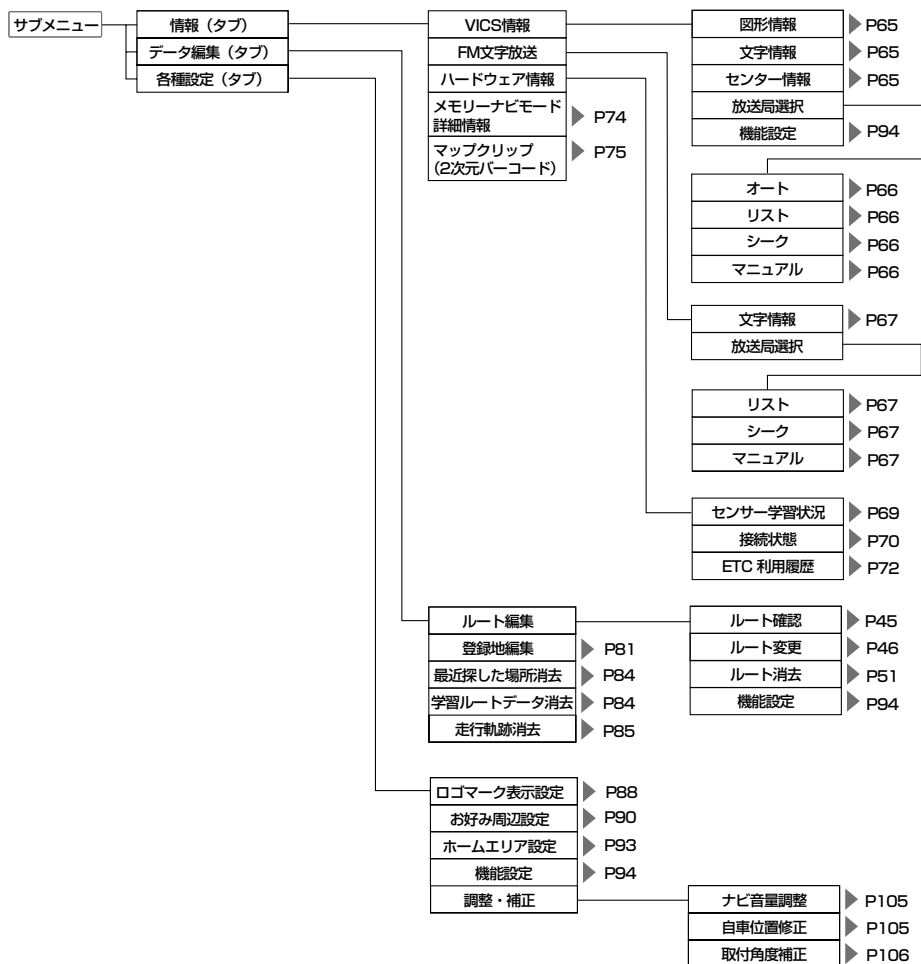 サブメニュー
情報（タブ）
データ編集（タブ）
各種設定（タブ）
VICS情報
FM文字放送
ハードウェア情報
メモリーナビモード
詳細情報
P74
マップクリップ
（2次元バーコード）
P75
図形情報 P65
文字情報 P65
センター情報 P65
放送局選択
機能設定 P94
オート P66
リスト P66
シーク P66
マニュアル P66
文字情報 P67
放送局選択
リスト P67
シーク P67
マニュアル P67
センサー学習状況 P69
接続状態 P70
ETC 利用履歴 P72
ルート編集
登録地編集 P81
最近探した場所消去 P84
学習ルートデータ消去 P84
走行軌跡消去 P85
ルート確認 P45
ルート変更 P46
ルート消去 P51
機能設定 P94
ロゴマーク表示設定 P88
お好み周辺設定 P90
ホームエリア設定 P93
機能設定 P94
調整・補正
ナビ音量調整 P105
自車位置修正 P105
取付角度補正 P106